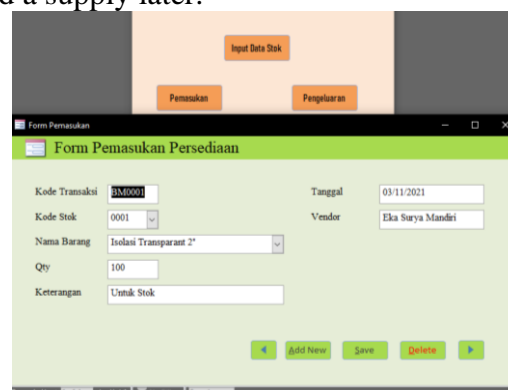 d a supply later.
Input Data Stok
Pemasukan Pengeluaran
Form Pemasukan
Form Pemasukan Persediaan
Kode Transaksi BM0001 Tanggal 03/11/2021
Kode Stok 0001 Vendor Eka Surya Mandiri
Nama Barang Isolasi Transparant 2"
Qty 100
Keterangan Untuk Stok
Add New Save Delete